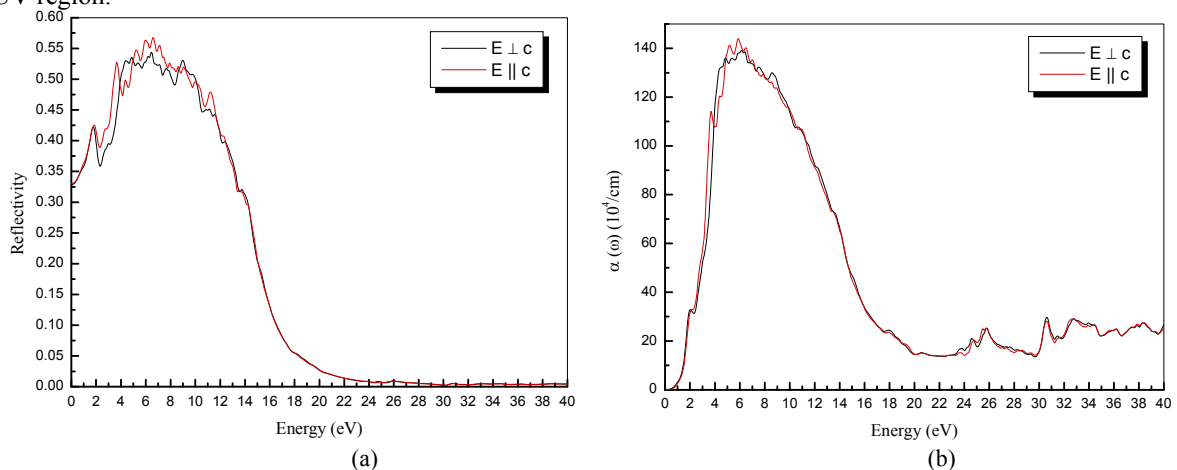 UV region.
0.60
0.55
0.50
0.45
0.40
0.35
0.30
0.25
0.20
0.15
0.10
0.05
0.00
Reflectivity
E ⊥ c
E || c
0 2 4 6 8 10 12 14 16 18 20 22 24 26 28 30 32 34 36 38 40
Energy (eV)
(a)
140
120
100
80
60
40
20
0
α (ω) (10⁴/cm)
E ⊥ c
E || c
0 2 4 6 8 10 12 14 16 18 20 22 24 26 28 30 32 34 36 38 40
Energy (eV)
(b)